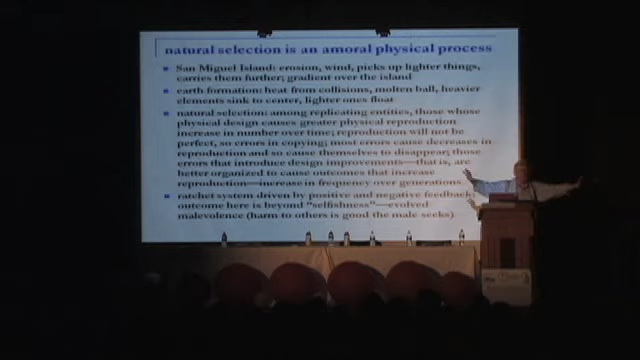 natural selection is an amoral physical process
San Miguel Island: erosion, wind, picks up lighter things,
carries them further; gradient over the island
earth formation: heat from collisions, molten ball, heavier
elements sink to center, lighter ones float
natural selection: among replicating entities, those whose
physical design causes greater physical reproduction
increase in number over time; reproduction will not be
perfect, so errors in copying; most errors cause decreases in
reproduction and so cause themselves to disappear; those
errors that introduce design improvements—that is, are
better organized to cause outcomes that increase
reproduction—increase in frequency over generations
ratchet system driven by positive and negative feedback:
outcome here is beyond "selfishness"—evolved
malevolence (harm to others is good the male seeks)